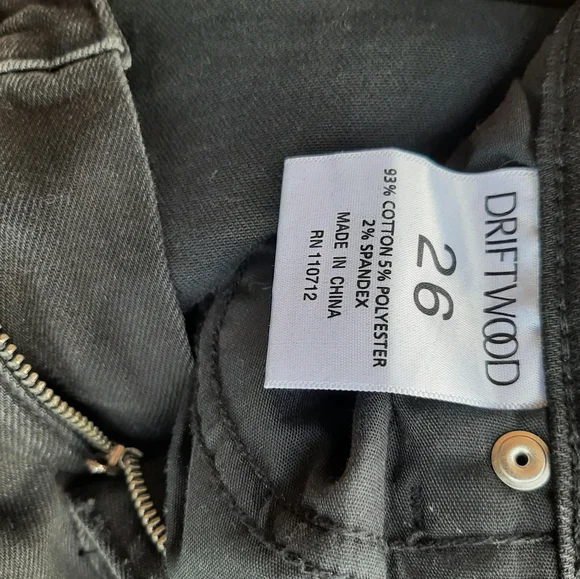 DRIFTWOOD
26
93% COTTON 5% POLYESTER
2% SPANDEX
MADE IN CHINA
RN 110712